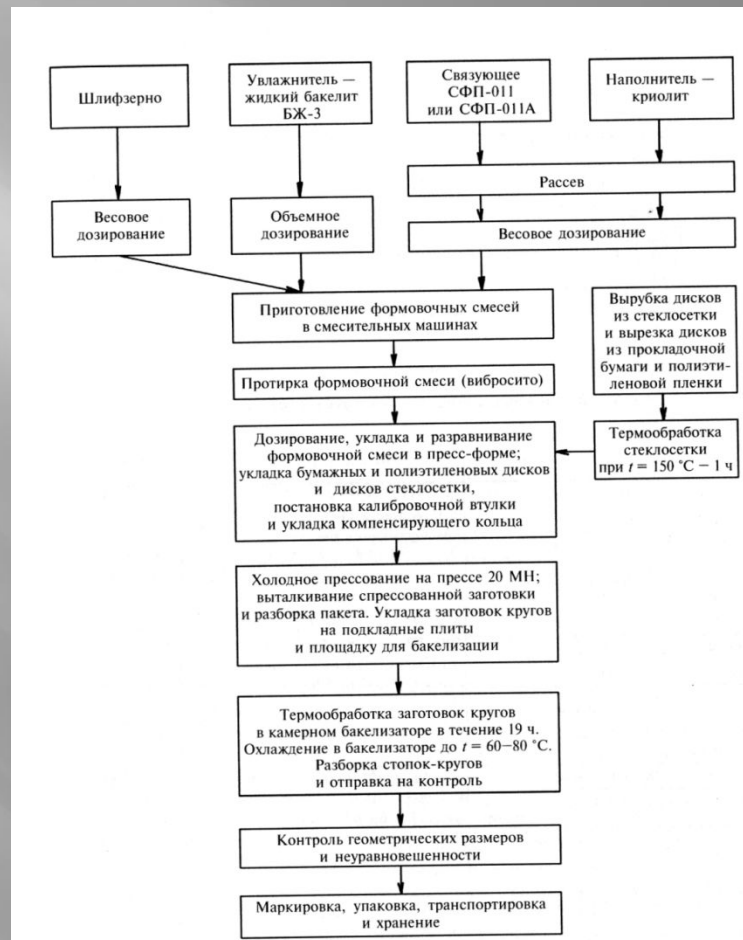 Шлифзерно
Увлажнитель —
жидкий бакелит
БЖ-3
Связующее
СФП-011
или СФП-011А
Наполнитель —
криолит
Рассев
Весовое
дозирование
Объемное
дозирование
Весовое дозирование
Приготовление формовочных смесей
в смесительных машинах
Вырубка дисков
из стеклосетки
и вырезка дисков
из прокладочной
бумаги и полиэти-
леновой пленки
Протирка формовочной смеси (вибросито)
Дозирование, укладка и разравнивание
формовочной смеси в пресс-форме;
укладка бумажных и полиэтиленовых дисков
и дисков стеклосетки,
постановка калибровочной втулки
и укладка компенсирующего кольца
Термообработка
стеклосетки
при t = 150 °С − 1 ч
Холодное прессование на прессе 20 МН;
выталкивание спрессованной заготовки
и разборка пакета. Укладка заготовок кругов
на подкладные плиты
и площадку для бакелизации
Термообработка заготовок кругов
в камерном бакелизаторе в течение 19 ч.
Охлаждение в бакелизаторе до t = 60−80 °С.
Разборка стопок-кругов
и отправка на контроль
Контроль геометрических размеров
и неуравновешенности
Маркировка, упаковка, транспортировка
и хранение